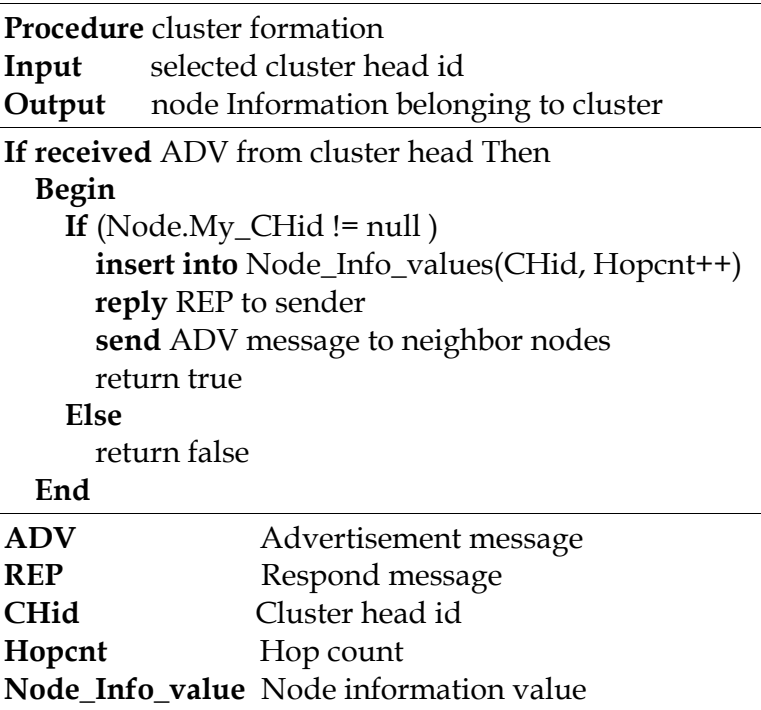 Procedure cluster formation
Input selected cluster head id
Output node Information belonging to cluster
If received ADV from cluster head Then
Begin
If (Node.My_CHid != null )
insert into Node_Info_values(CHid, Hopcnt++)
reply REP to sender
send ADV message to neighbor nodes
return true
Else
return false
End
ADV Advertisement message
REP Respond message
CHid Cluster head id
Hopcnt Hop count
Node_Info_value Node information value